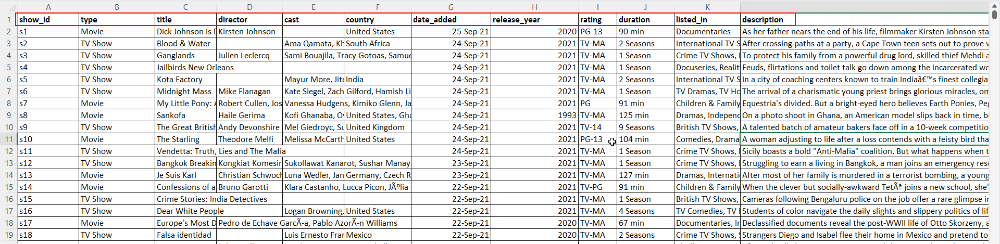 A B C D E F G H I J K
1 show_id type title director cast country date_added release_year rating duration listed_in description
2 s1 Movie Dick Johnson Is Kirsten Johnson United States 25-Sep-21 2020 PG-13 90 min Documentaries As her father nears the end of his life, filmmaker Kirsten Johnson sta
3 s2 TV Show Blood & Water Ama Qamata, Kh South Africa 24-Sep-21 2021 TV-MA 2 Seasons International TV S After crossing paths at a party, a Cape Town teen sets out to prove
4 s3 TV Show Ganglands Julien Leclercq Sami Bouajila, Tracy Gotoas, Samue 24-Sep-21 2021 TV-MA 1 Season Crime TV Shows, To protect his family from a powerful drug lord, skilled thief Mehdi a
5 s4 TV Show Jailbirds New Orleans 24-Sep-21 2021 TV-MA 1 Season Docuseries, Realit Feuds, flirtations and toilet talk go down among the incarcerated wo
6 s5 TV Show Kota Factory Mayur More, Jite India 24-Sep-21 2021 TV-MA 2 Seasons International TV S In a city of coaching centers known to train Indiaâ€™s finest collegia
7 s6 TV Show Midnight Mass Mike Flanagan Kate Siegel, Zach Gilford, Hamish Li 24-Sep-21 2021 TV-MA 1 Season TV Dramas, TV Ho The arrival of a charismatic young priest brings glorious miracles, om
8 s7 Movie My Little Pony: Robert Cullen, Jos Vanessa Hudgens, Kimiko Glenn, Ja 24-Sep-21 2021 PG 91 min Children & Family Equestria's divided. But a bright-eyed hero believes Earth Ponies, Peg
9 s8 Movie Sankofa Haile Gerima Kofi Ghanaba, O United States, Gha 24-Sep-21 1993 TV-MA 125 min Dramas, Independ On a photo shoot in Ghana, an American model slips back in time, b
10 s9 TV Show The Great British Andy Devonshire Mel Giedroyc, Su United Kingdom 24-Sep-21 2021 TV-14 9 Seasons British TV Shows, A talented batch of amateur bakers face off in a 10-week competitio
11 s10 Movie The Starling Theodore Melfi Melissa McCarth United States 24-Sep-21 2021 PG-13 104 min Comedies, Drama A woman adjusting to life after a loss contends with a feisty bird tha
12 s11 TV Show Vendetta: Truth, Lies and The Mafia 24-Sep-21 2021 TV-MA 1 Season Crime TV Shows, Sicily boasts a bold "Anti-Mafia" coalition. But what happens when t
13 s12 TV Show Bangkok Breakin Kongkiat Komesir Sukollawat Kanarot, Sushar Manay 23-Sep-21 2021 TV-MA 1 Season Crime TV Shows, Struggling to earn a living in Bangkok, a man joins an emergency res
14 s13 Movie Je Suis Karl Christian Schwoch Luna Wedler, Jan Germany, Czech R 23-Sep-21 2021 TV-MA 127 min Dramas, Internati After most of her family is murdered in a terrorist bombing, a young
15 s14 Movie Confessions of a Bruno Garotti Klara Castanho, Lucca Picon, JÃºlia 22-Sep-21 2021 TV-PG 91 min Children & Family When the clever but socially-awkward TetÃª joins a new school, she'
16 s15 TV Show Crime Stories: India Detectives 22-Sep-21 2021 TV-MA 1 Season British TV Shows, Cameras following Bengaluru police on the job offer a rare glimpse i
17 s16 TV Show Dear White People Logan Browning, United States 22-Sep-21 2021 TV-MA 4 Seasons TV Comedies, TV Students of color navigate the daily slights and slippery politics of lif
18 s17 Movie Europe's Most D Pedro de Echave GarcÃ-a, Pablo AzorÃ-n Williams 22-Sep-21 2020 TV-MA 67 min Documentaries, In Declassified documents reveal the post-WWII life of Otto Skorzeny, a
19 s18 TV Show Falsa identidad Luis Ernesto Fra Mexico 22-Sep-21 2020 TV-MA 2 Seasons Crime TV Shows, Strangers Diego and Isabel flee their home in Mexico and pretend to